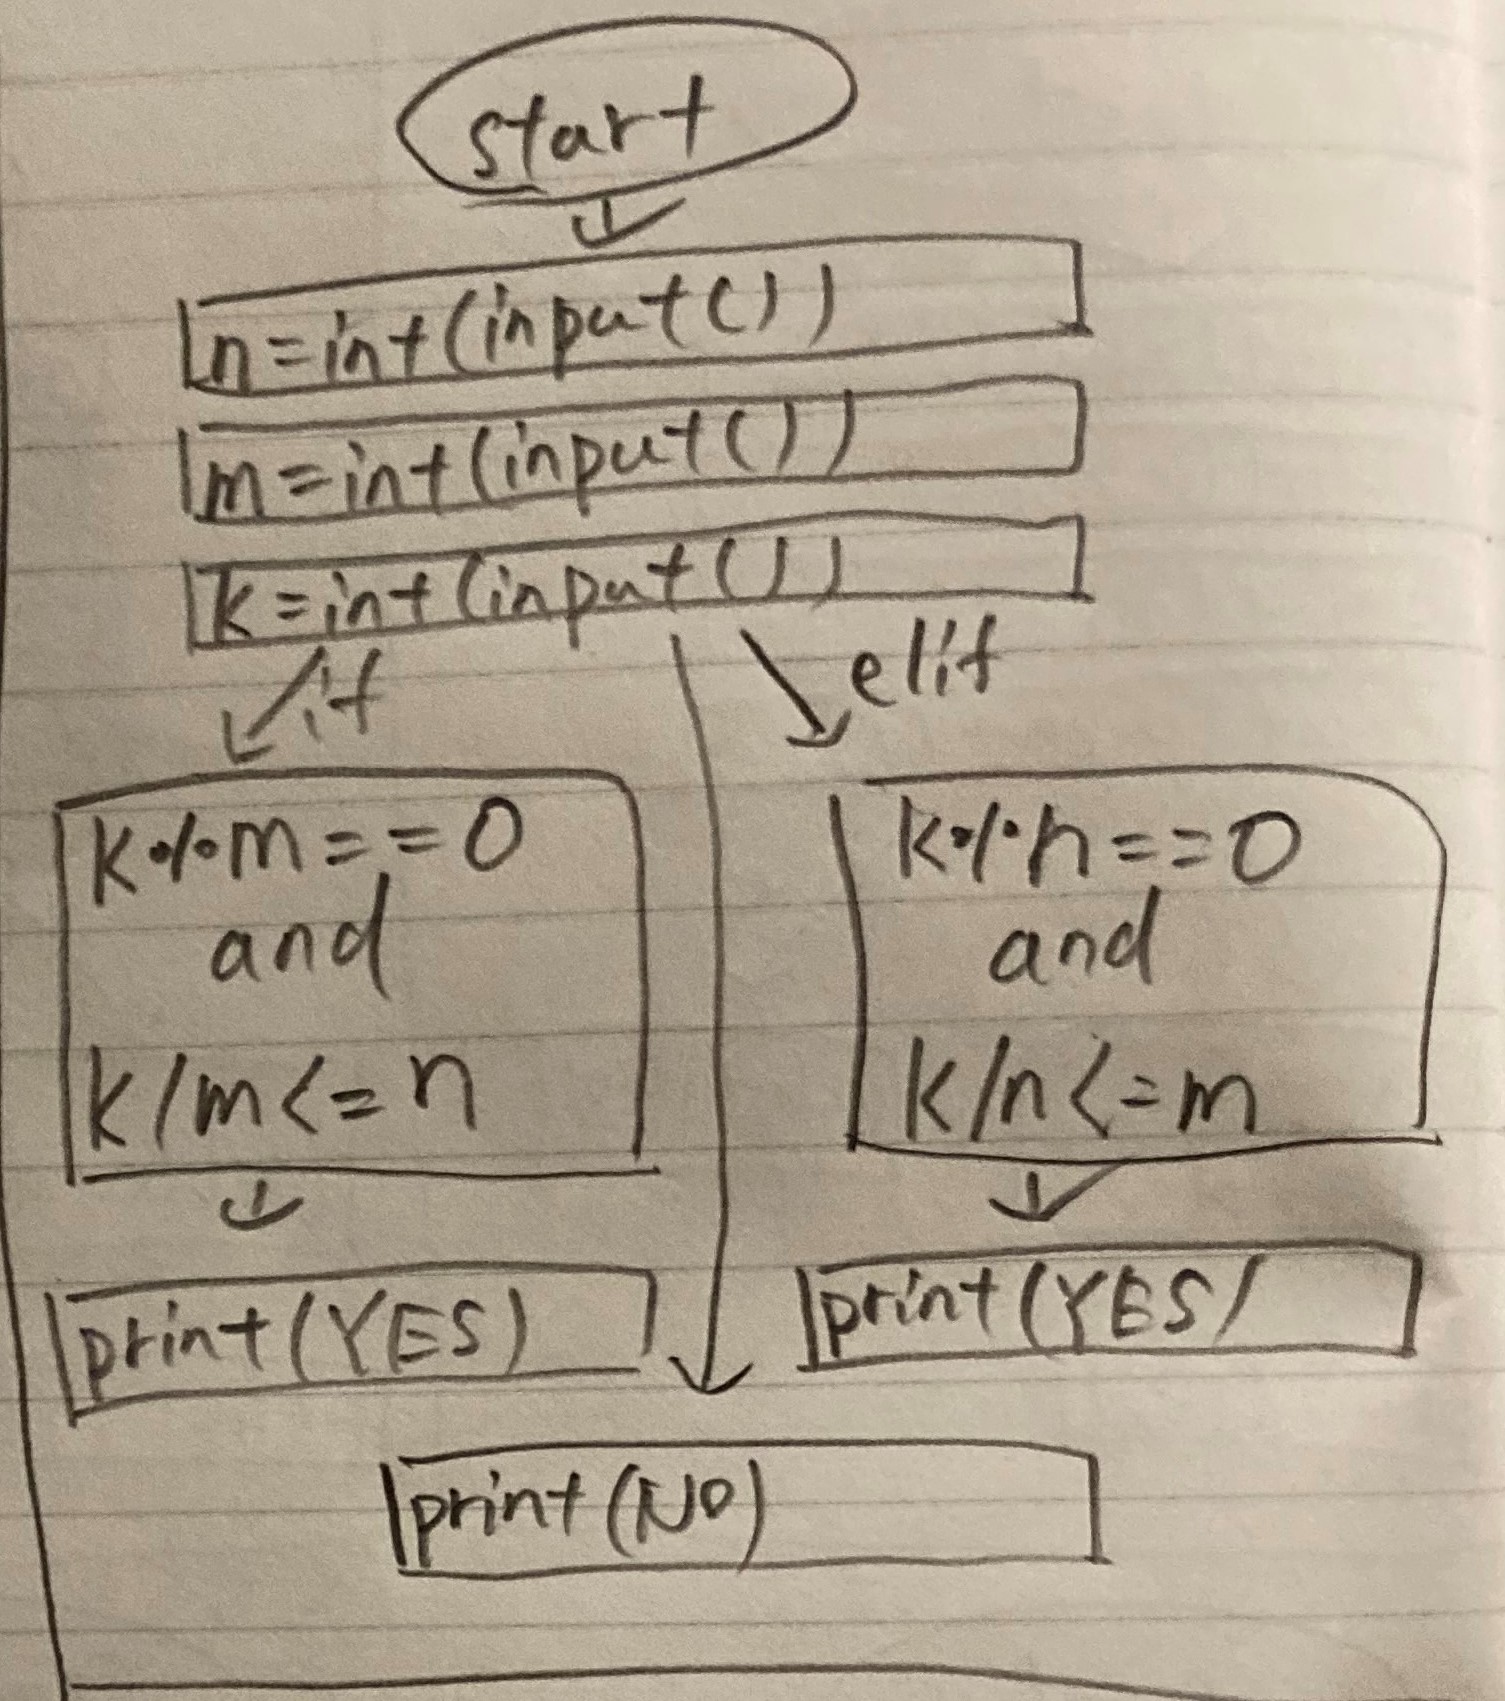 start
n=int(input())
m=int(input())
k=int(input())
if
elif
k%m==0
and
k/m<=n
k%n==0
and
k/n<=m
print(YES)
print(YES)
print(NO)